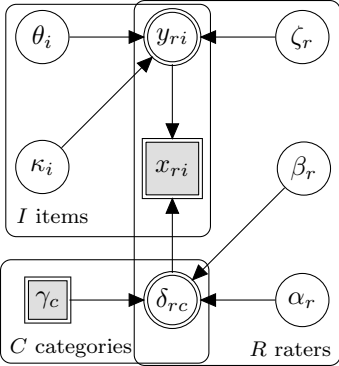 θ_i y_ri ζ_r
κ_i x_ri β_r
I items
γ_c δ_rc α_r
C categories R raters